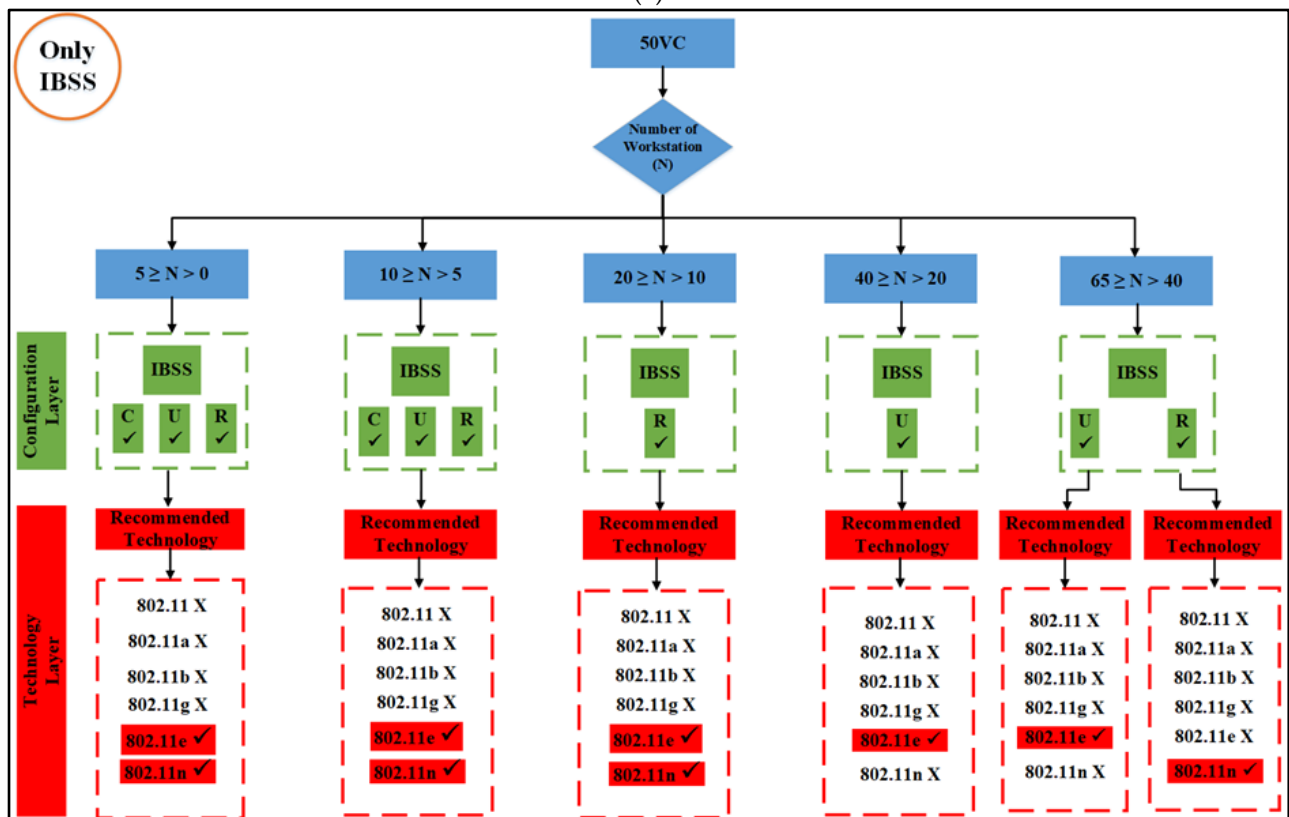 Only
IBSS
50VC
Number of
Workstation
(N)
5 ≥ N > 0
10 ≥ N > 5
20 ≥ N > 10
40 ≥ N > 20
65 ≥ N > 40
Configuration
Layer
IBSS
C U R
✓ ✓ ✓
IBSS
C U R
✓ ✓ ✓
IBSS
R
✓
IBSS
U
✓
IBSS
U R
✓ ✓
Technology
Layer
Recommended
Technology
802.11 X
802.11a X
802.11b X
802.11g X
802.11e ✓
802.11n ✓
Recommended
Technology
802.11 X
802.11a X
802.11b X
802.11g X
802.11e ✓
802.11n ✓
Recommended
Technology
802.11 X
802.11a X
802.11b X
802.11g X
802.11e ✓
802.11n ✓
Recommended
Technology
802.11 X
802.11a X
802.11b X
802.11g X
802.11e ✓
802.11n X
Recommended
Technology
802.11 X
802.11a X
802.11b X
802.11g X
802.11e ✓
802.11n X
Recommended
Technology
802.11 X
802.11a X
802.11b X
802.11g X
802.11e X
802.11n ✓